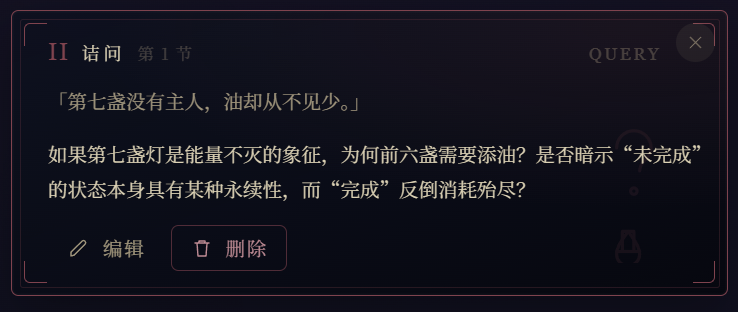 II 诘问 第 1 节 QUERY
「第七盏没有主人，油却从不见少。」
如果第七盏灯是能量不灭的象征，为何前六盏需要添油？是否暗示“未完成”
的状态本身具有某种永续性，而“完成”反倒消耗殆尽？
编辑 删除